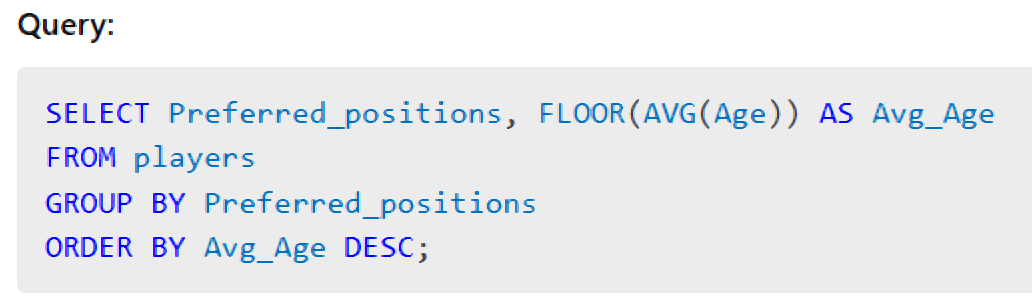 Query:
SELECT Preferred_positions, FLOOR(AVG(Age)) AS Avg_Age
FROM players
GROUP BY Preferred_positions
ORDER BY Avg_Age DESC;